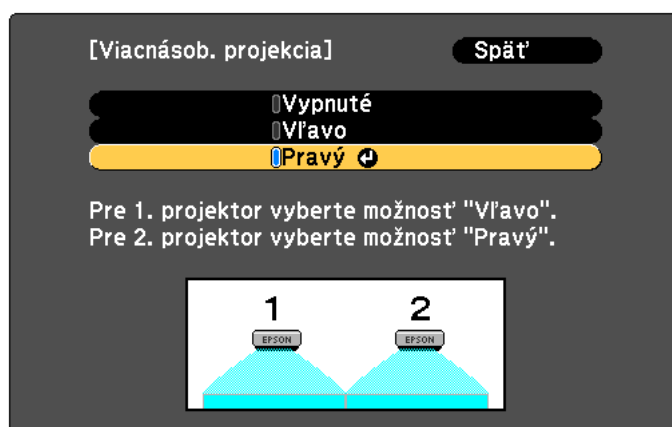 [Viacnásob. projekcia] Späť
Vypnuté
Vľavo
Pravý
Pre 1. projektor vyberte možnosť "Vľavo".
Pre 2. projektor vyberte možnosť "Pravý".
1 2
EPSON EPSON